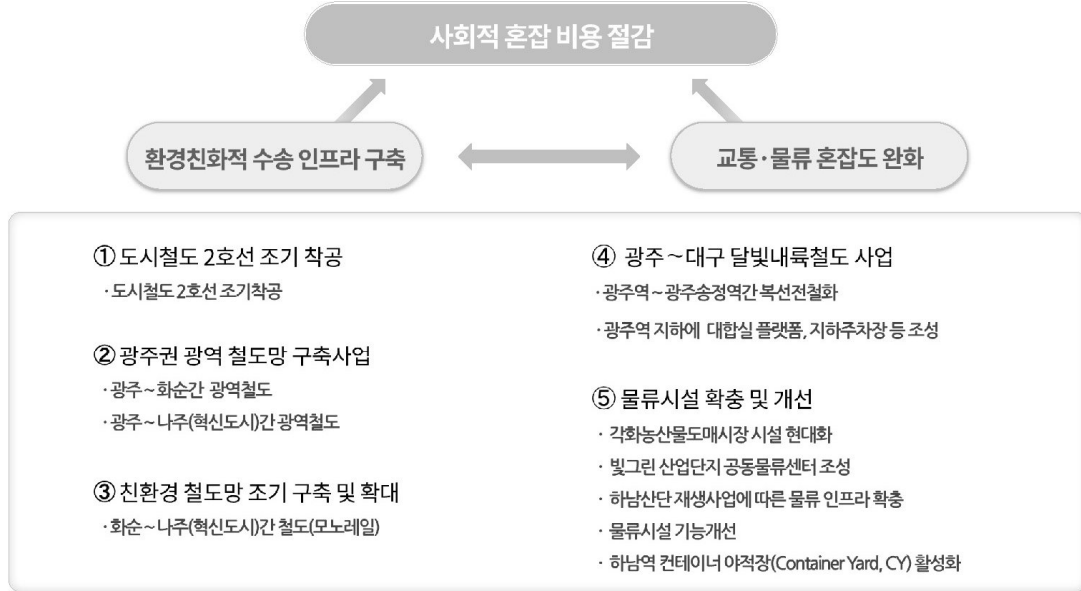 사회적 혼잡 비용 절감
환경친화적 수송 인프라 구축
교통·물류 혼잡도 완화
① 도시철도 2호선 조기 착공
· 도시철도 2호선 조기착공
② 광주권 광역 철도망 구축사업
· 광주~화순간 광역철도
· 광주~나주(혁신도시)간 광역철도
③ 친환경 철도망 조기 구축 및 확대
· 화순~나주(혁신도시)간 철도(모노레일)
④ 광주~대구 달빛내륙철도 사업
· 광주역~광주송정역간 복선전철화
· 광주역 지하에 대합실 플랫폼, 지하주차장 등 조성
⑤ 물류시설 확충 및 개선
· 각화농산물도매시장 시설 현대화
· 빛그린 산업단지 공동물류센터 조성
· 하남산단 재생사업에 따른 물류 인프라 확충
· 물류시설 기능개선
· 하남역 컨테이너 야적장(Container Yard, CY) 활성화